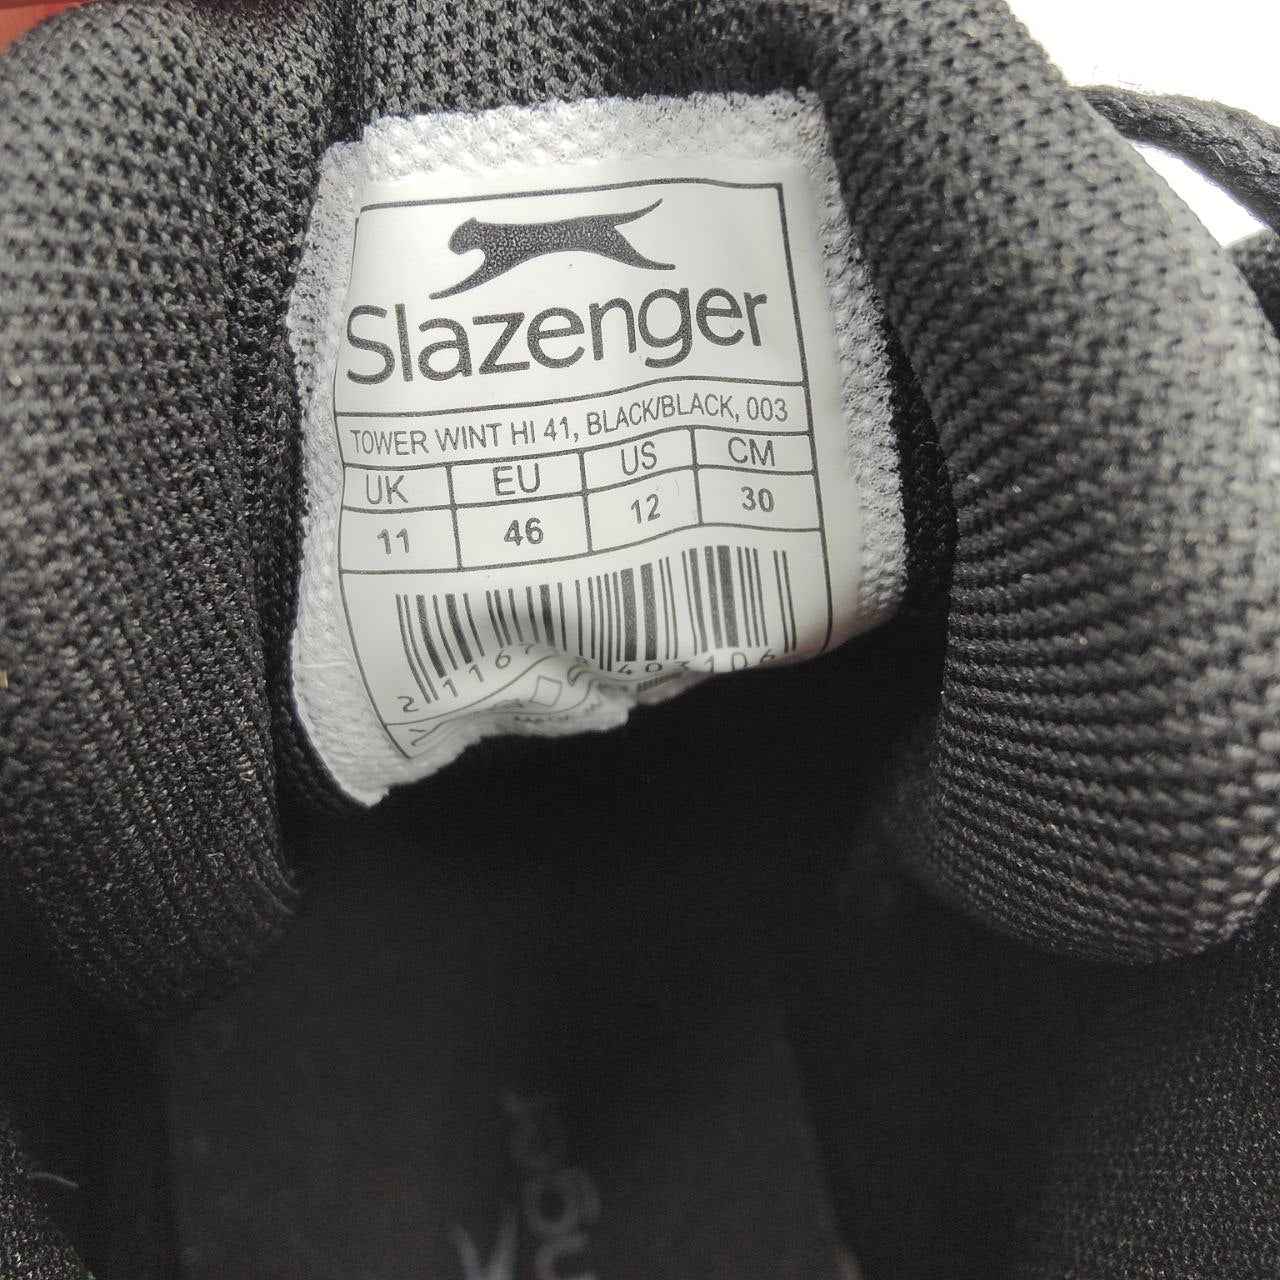 Slazenger
TOWER WINT HI 41, BLACK/BLACK, 003
UK EU US CM
11 46 12 30